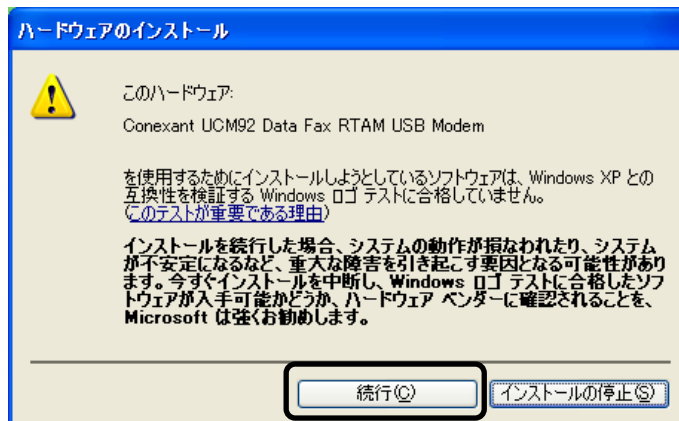 ハードウェアのインストール
このハードウェア:
Conexant UCM92 Data Fax RTAM USB Modem
を使用するためにインストールしようとしているソフトウェアは、Windows XP との
互換性を検証する Windows ロゴ テストに合格していません。
(このテストが重要である理由)
インストールを続行した場合、システムの動作が損なわれたり、システム
が不安定になるなど、重大な障害を引き起こす要因となる可能性があり
ます。今すぐインストールを中断し、Windows ロゴ テストに合格したソフ
トウェアが入手可能かどうか、ハードウェア ベンダーに確認されることを、
Microsoft は強くお勧めします。
続行(C)
インストールの停止(S)